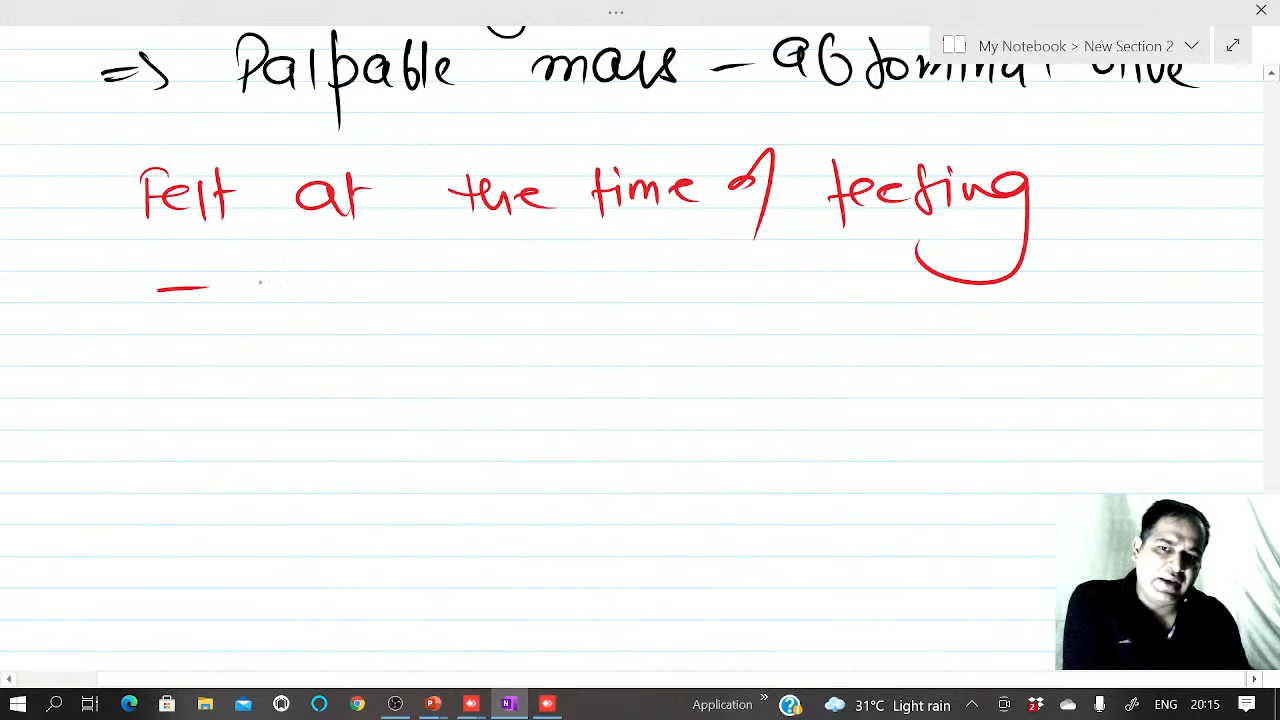 My Notebook > New Section 2
=> Palpable mass - abdominal olive
Felt at the time of feeding
-
Application
»
31°C Light rain
ENG
20:15